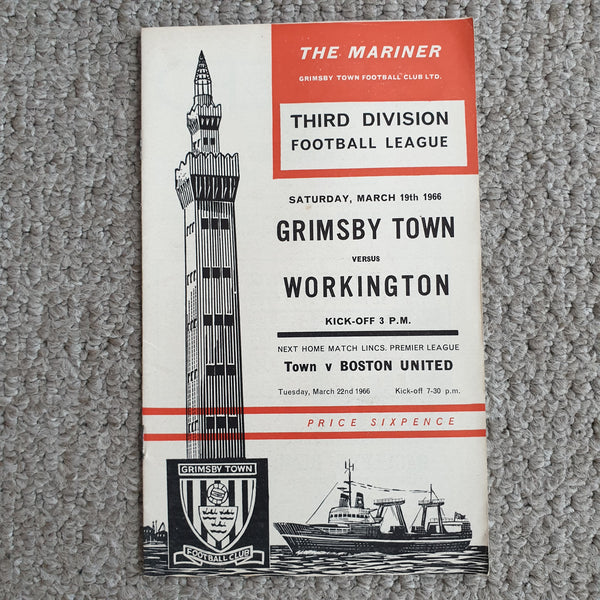 THE MARINER
GRIMSBY TOWN FOOTBALL CLUB LTD.
THIRD DIVISION
FOOTBALL LEAGUE
SATURDAY, MARCH 19th 1966
GRIMSBY TOWN
VERSUS
WORKINGTON
KICK-OFF 3 P.M.
NEXT HOME MATCH LINCS. PREMIER LEAGUE
Town v BOSTON UNITED
Tuesday, March 22nd 1966 Kick-off 7-30 p.m.
PRICE SIXPENCE
GRIMSBY TOWN
FOOTBALL CLUB